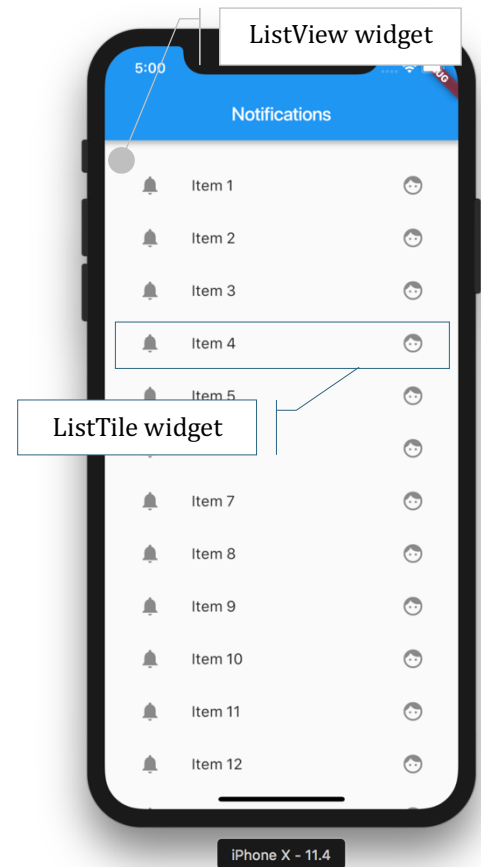 ListView widget
5:00
UG
Notifications
Item 1
Item 2
Item 3
Item 4
Item 5
ListTile widget
Item 7
Item 8
Item 9
Item 10
Item 11
Item 12
iPhone X - 11.4